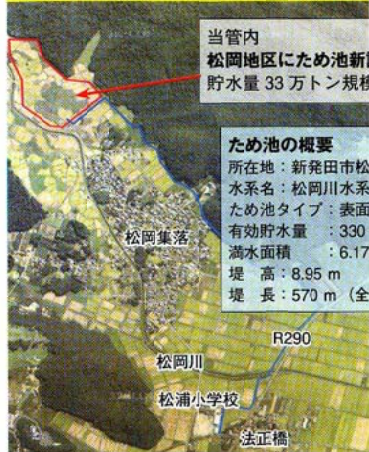 当管内
松岡地区にため池新
貯水量 33 万トン規模
ため池の概要
所在地：新発田市松
水系名：松岡川水系
ため池タイプ：表面
有効貯水量　：330
満水面積　　：6.17
堤　高：8.95 m
堤　長：570 m（全
松岡集落
R290
松岡川
松浦小学校
法正橋